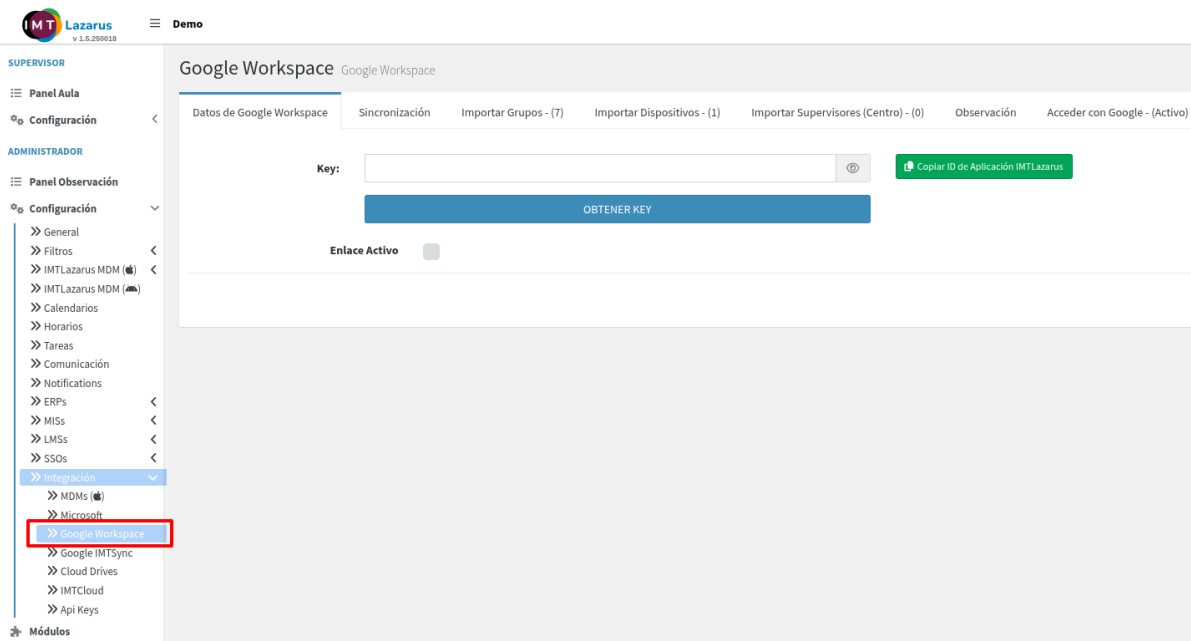 IMT Lazarus
v 1.5.250018
Demo
SUPERVISOR
Panel Aula
Configuración
ADMINISTRADOR
Panel Observación
Configuración
General
Filtros
IMTLazarus MDM ()
IMTLazarus MDM ()
Calendarios
Horarios
Tareas
Comunicación
Notifications
ERPs
MISs
LMSs
SSOs
Integración
MDMs ()
Microsoft
Google Workspace
Google IMTSync
Cloud Drives
IMTCloud
Api Keys
Módulos
Google Workspace Google Workspace
Datos de Google Workspace Sincronización Importar Grupos - (7) Importar Dispositivos - (1) Importar Supervisores (Centro) - (0) Observación Acceder con Google - (Activo)
Key: Copiar ID de Aplicación IMTLazarus
OBTENER KEY
Enlace Activo